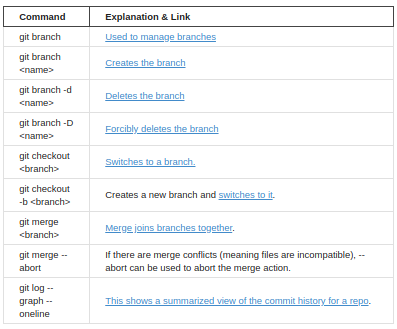 Command Explanation & Link
git branch Used to manage branches
git branch
<name>
Creates the branch
git branch -d
<name>
Deletes the branch
git branch -D
<name>
Forcibly deletes the branch
git checkout
<branch>
Switches to a branch.
git checkout
-b <branch>
Creates a new branch and switches to it.
git merge
<branch>
Merge joins branches together.
git merge --
abort
If there are merge conflicts (meaning files are incompatible), --
abort can be used to abort the merge action.
git log --
graph --
oneline
This shows a summarized view of the commit history for a repo.